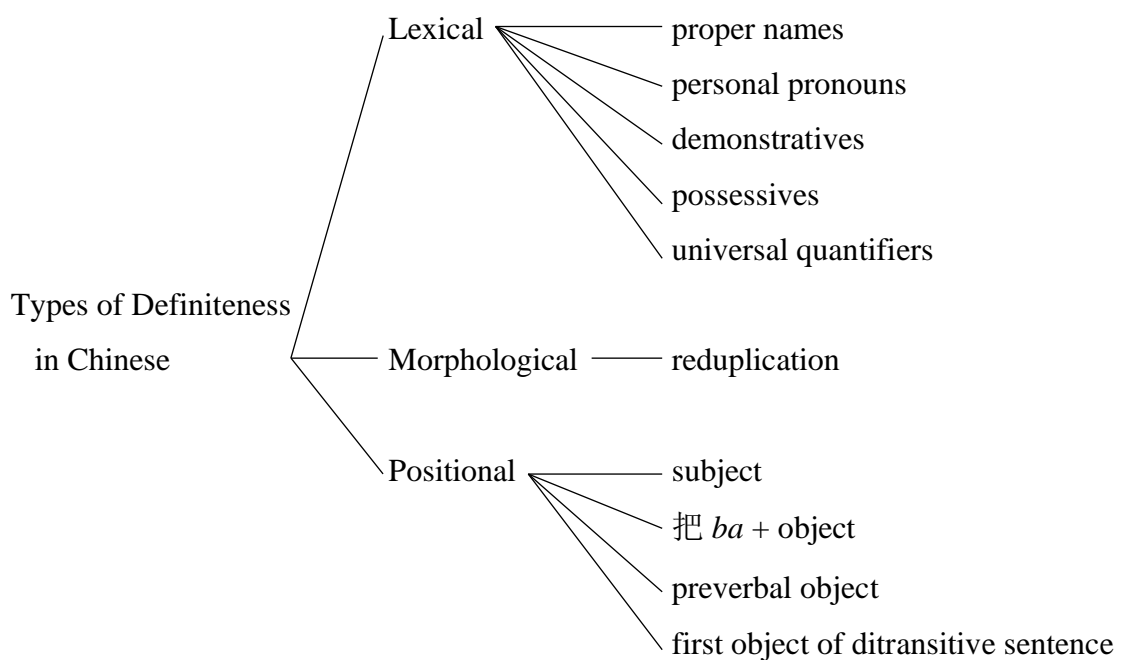 Types of Definiteness
in Chinese
Lexical
proper names
personal pronouns
demonstratives
possessives
universal quantifiers
Morphological
reduplication
Positional
subject
把 ba + object
preverbal object
first object of ditransitive sentence